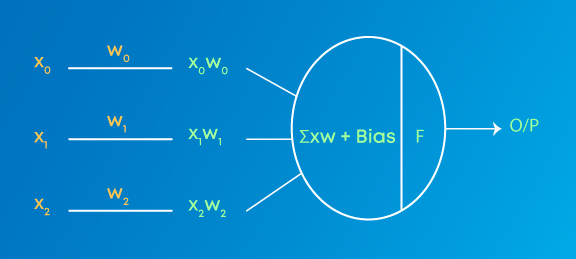 x₀ w₀ x₀w₀
x₁ w₁ x₁w₁ Σxw + Bias F O/P
x₂ w₂ x₂w₂